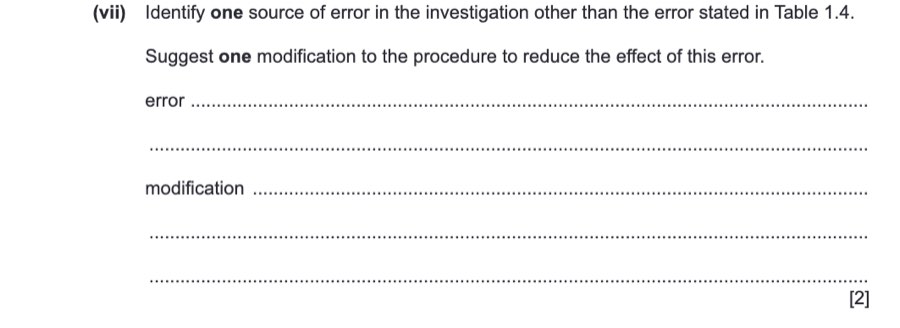 (vii) Identify one source of error in the investigation other than the error stated in Table 1.4.
Suggest one modification to the procedure to reduce the effect of this error.
error ................................................................................
................................................................................
modification ................................................................................
................................................................................
................................................................................
[2]